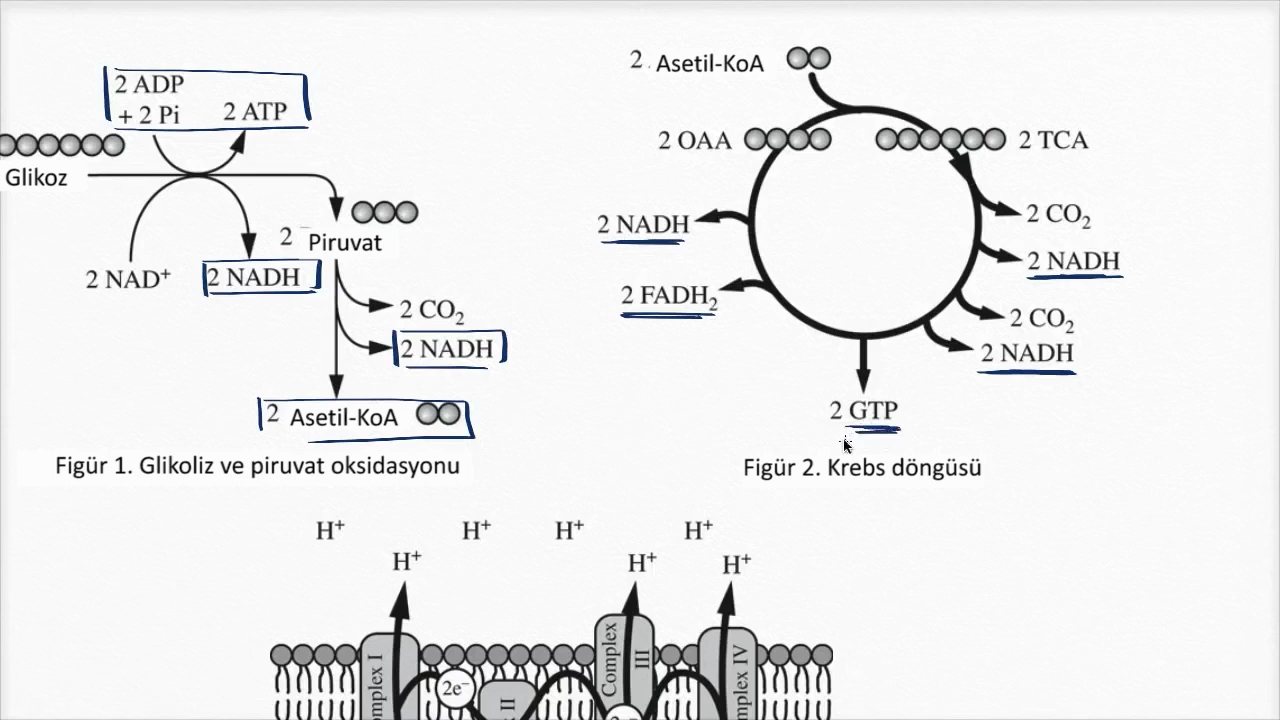 2 ADP
+ 2 Pi 2 ATP
Glikoz
2 Piruvat
2 NAD⁺
2 NADH
2 CO₂
2 NADH
2 Asetil-KoA
Figür 1. Glikoliz ve piruvat oksidasyonu
2. Asetil-KoA
2 OAA
2 TCA
2 NADH
2 CO₂
2 NADH
2 FADH₂
2 CO₂
2 NADH
2 GTP
Figür 2. Krebs döngüsü
H⁺ H⁺ H⁺ H⁺
H⁺ H⁺ H⁺
Complex
III
2e⁻